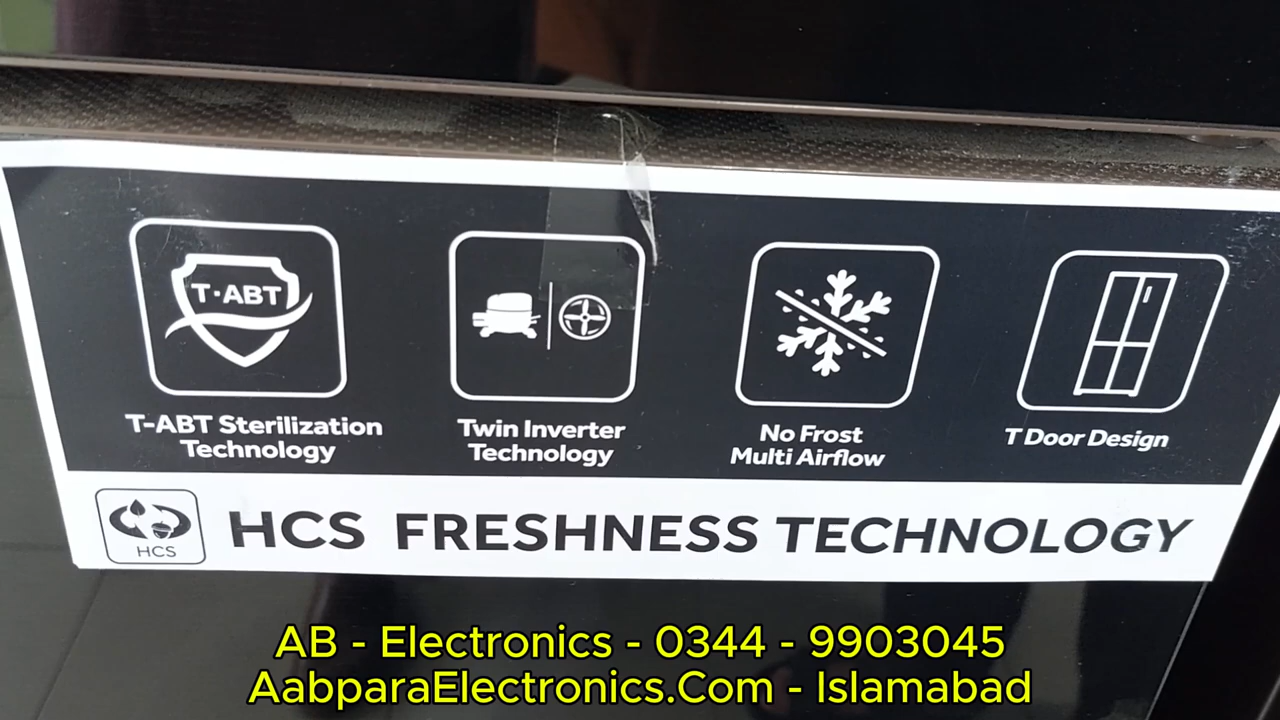 T·ABT
T-ABT Sterilization
Technology
Twin Inverter
Technology
No Frost
Multi Airflow
T Door Design
HCS
HCS FRESHNESS TECHNOLOGY
AB - Electronics - 0344 - 9903045
AabparaElectronics.Com - Islamabad